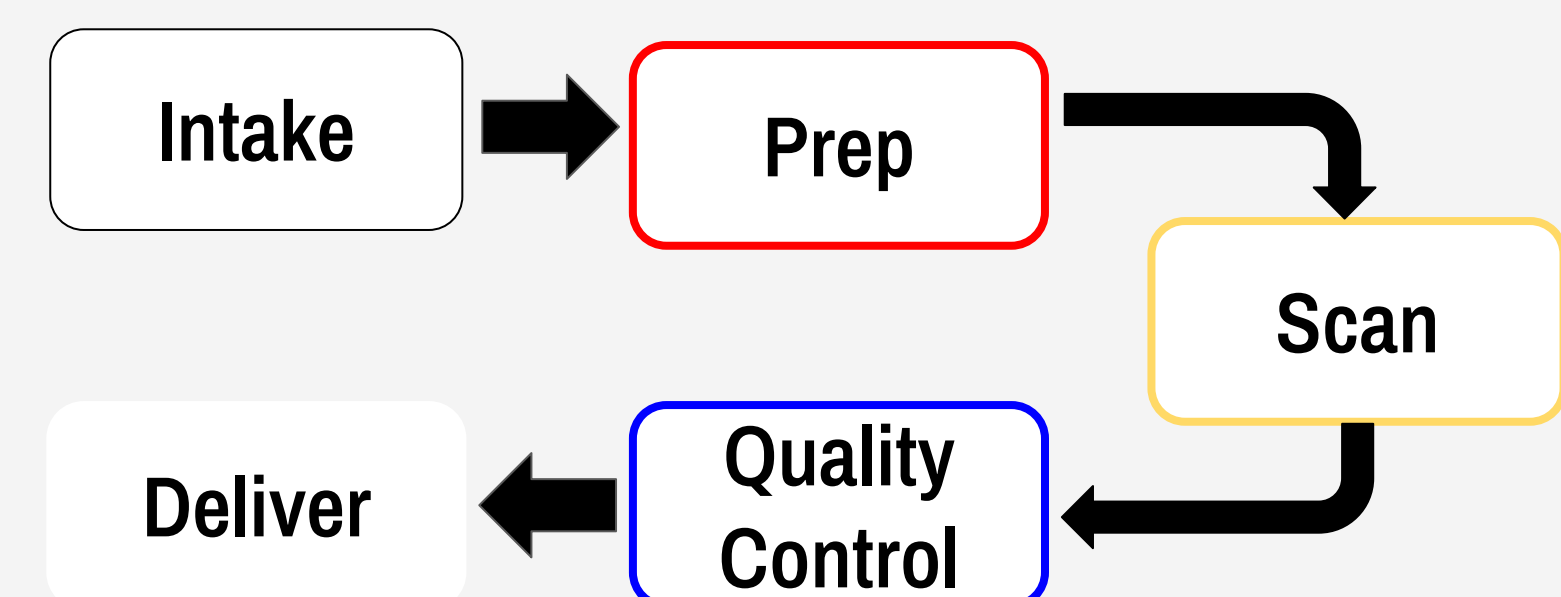 Intake
Prep
Scan
Quality
Control
Deliver